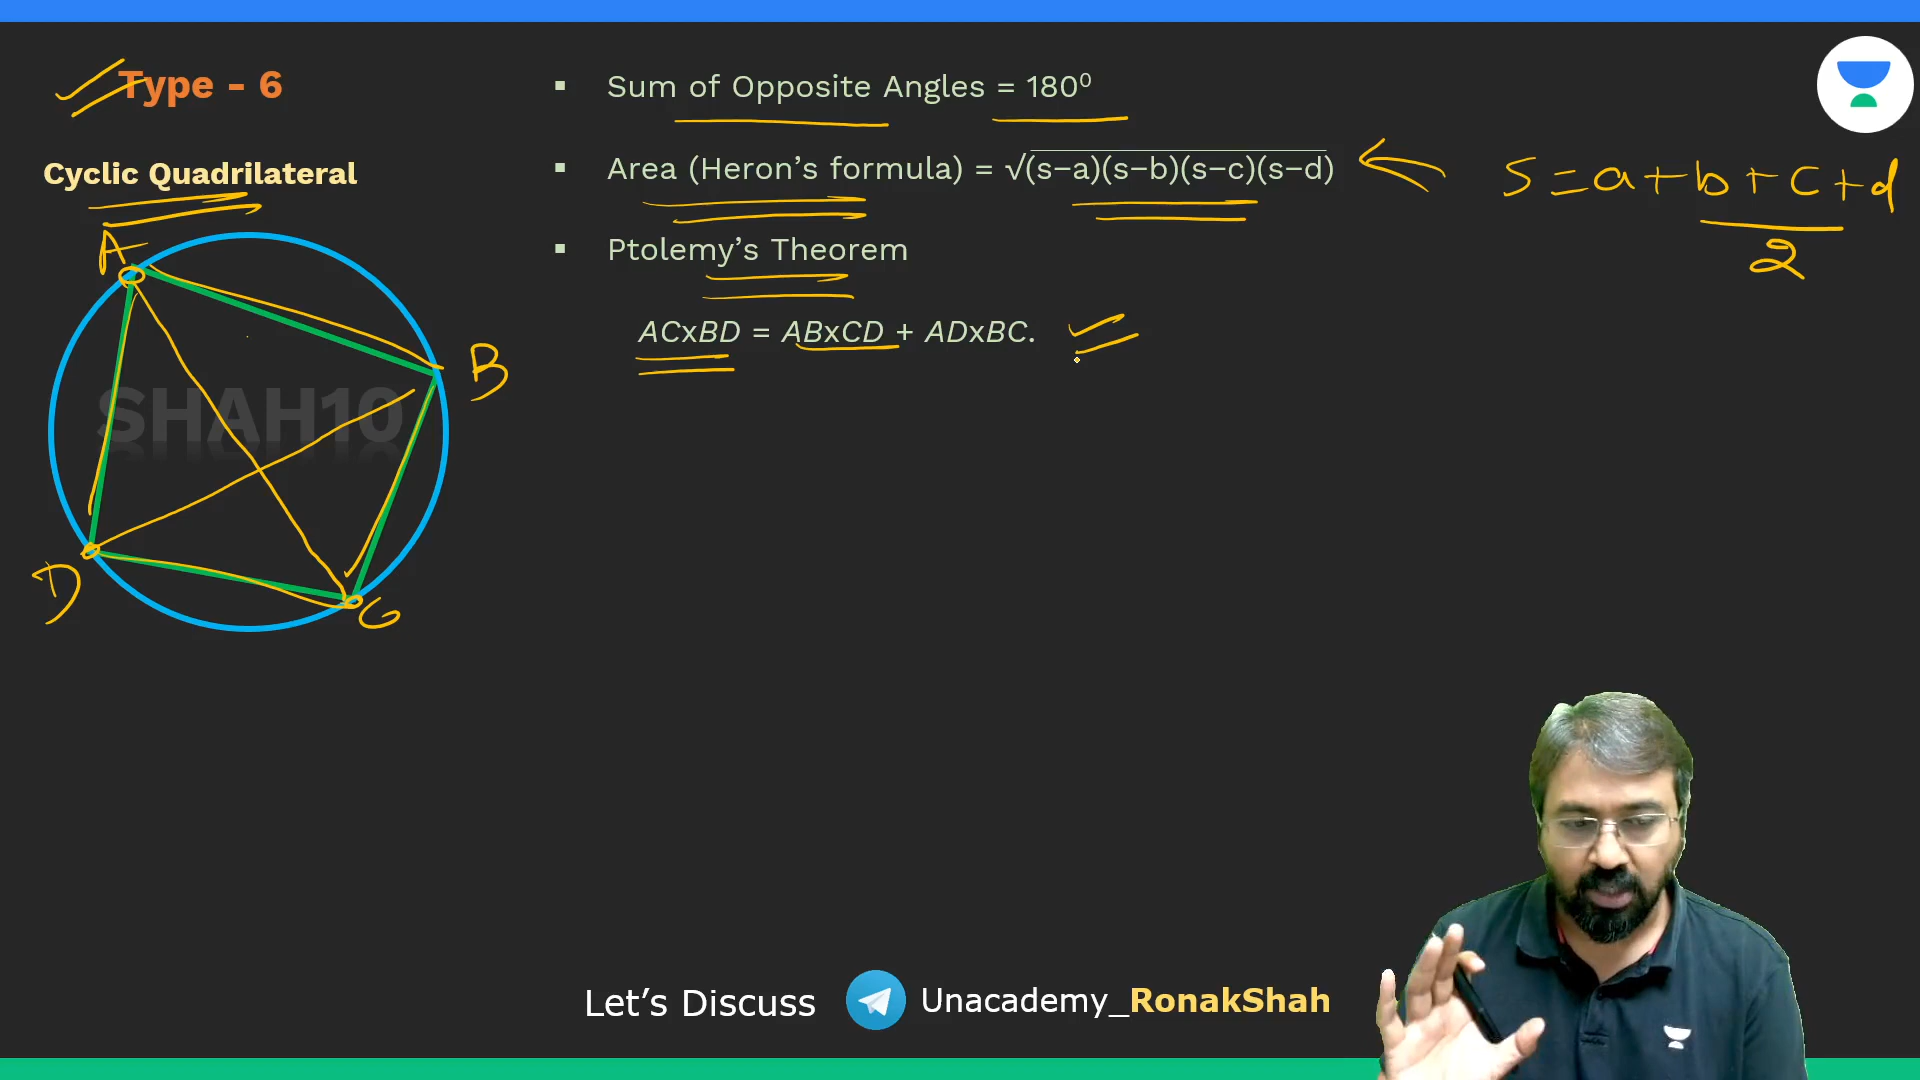 Type - 6
Cyclic Quadrilateral
▪ Sum of Opposite Angles = 180⁰
▪ Area (Heron’s formula) = √(s−a)(s−b)(s−c)(s−d)
S = a+b+c+d
2
▪ Ptolemy’s Theorem
ACxBD = ABxCD + ADxBC.
A
B
SHAH10
D
C
Let’s Discuss Unacademy_RonakShah